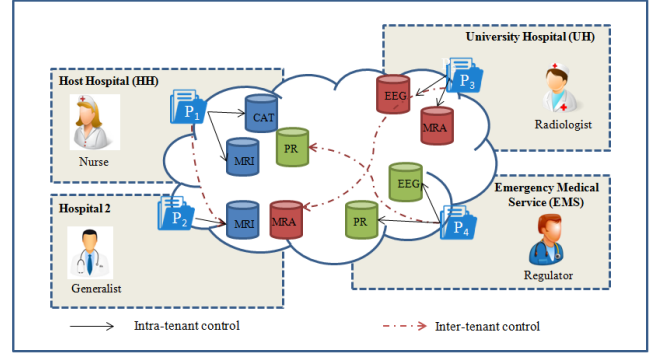 University Hospital (UH)
Host Hospital (HH)
P1
P3
EEG
CAT
MRA
Radiologist
PR
Nurse
MRI
EEG
Emergency Medical
Service (EMS)
Hospital 2
P2
MRI
MRA
PR
P4
Generalist
Regulator
Intra-tenant control
Inter-tenant control